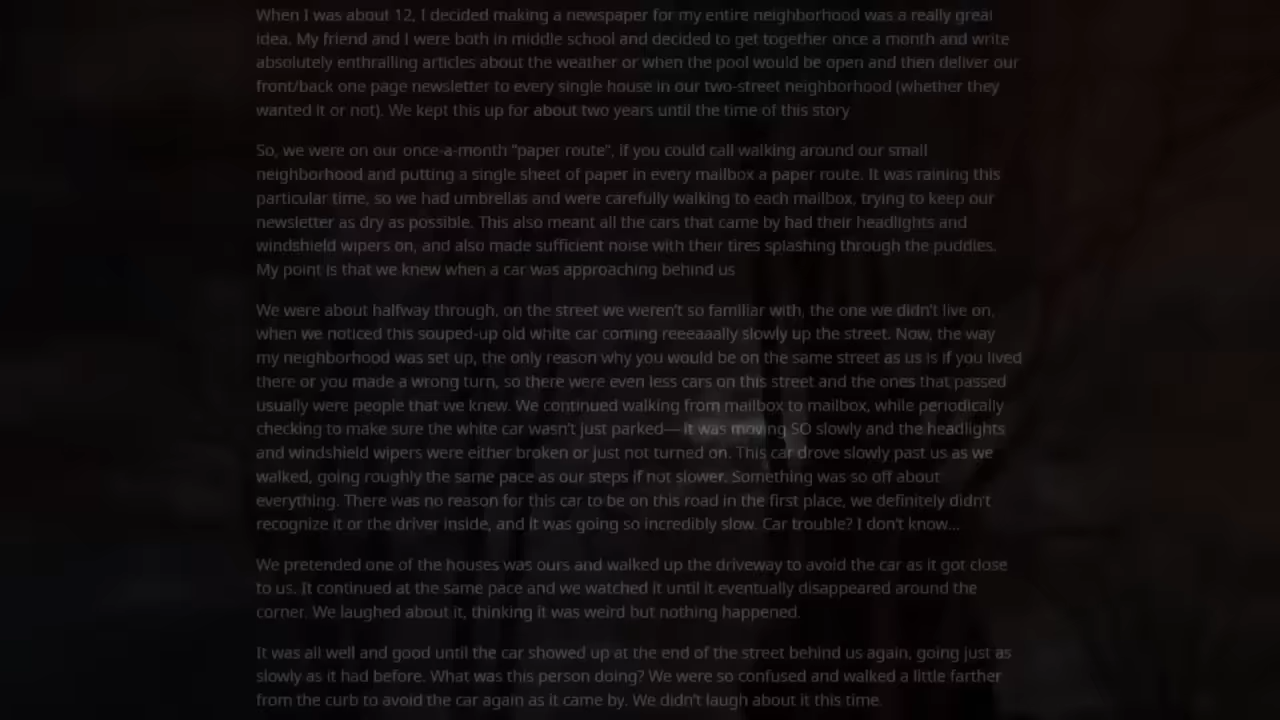 When I was about 12, I decided making a newspaper for my entire neighborhood was a really great
idea. My friend and I were both in middle school and decided to get together once a month and write
absolutely enthralling articles about the weather or when the pool would be open and then deliver our
front/back one page newsletter to every single house in our two-street neighborhood (whether they
wanted it or not). We kept this up for about two years until the time of this story
So, we were on our once-a-month "paper route", if you could call walking around our small
neighborhood and putting a single sheet of paper in every mailbox a paper route. It was raining this
particular time, so we had umbrellas and were carefully walking to each mailbox, trying to keep our
newsletter as dry as possible. This also meant all the cars that came by had their headlights and
windshield wipers on, and also made sufficient noise with their tires splashing through the puddles.
My point is that we knew when a car was approaching behind us
We were about halfway through, on the street we weren't so familiar with, the one we didn't live on,
when we noticed this souped-up old white car coming reeeaaally slowly up the street. Now, the way
my neighborhood was set up, the only reason why you would be on the same street as us is if you lived
there or you made a wrong turn, so there were even less cars on this street and the ones that passed
usually were people that we knew. We continued walking from mailbox to mailbox, while periodically
checking to make sure the white car wasn't just parked— it was moving SO slowly and the headlights
and windshield wipers were either broken or just not turned on. This car drove slowly past us as we
walked, going roughly the same pace as our steps if not slower. Something was so off about
everything. There was no reason for this car to be on this road in the first place, we definitely didn't
recognize it or the driver inside, and it was going so incredibly slow. Car trouble? I don't know...
We pretended one of the houses was ours and walked up the driveway to avoid the car as it got close
to us. It continued at the same pace and we watched it until it eventually disappeared around the
corner. We laughed about it, thinking it was weird but nothing happened.
It was all well and good until the car showed up at the end of the street behind us again, going just as
slowly as it had before. What was this person doing? We were so confused and walked a little farther
from the curb to avoid the car again as it came by. We didn't laugh about it this time.